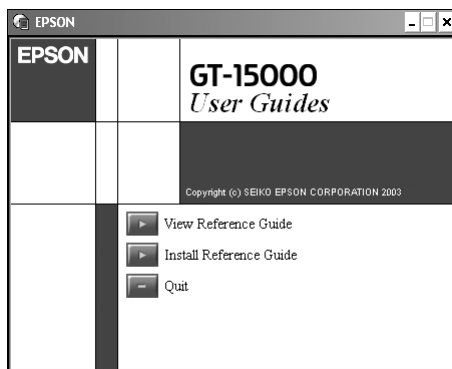 EPSON
EPSON
GT-15000
User Guides
Copyright (c) SEIKO EPSON CORPORATION 2003
View Reference Guide
Install Reference Guide
Quit